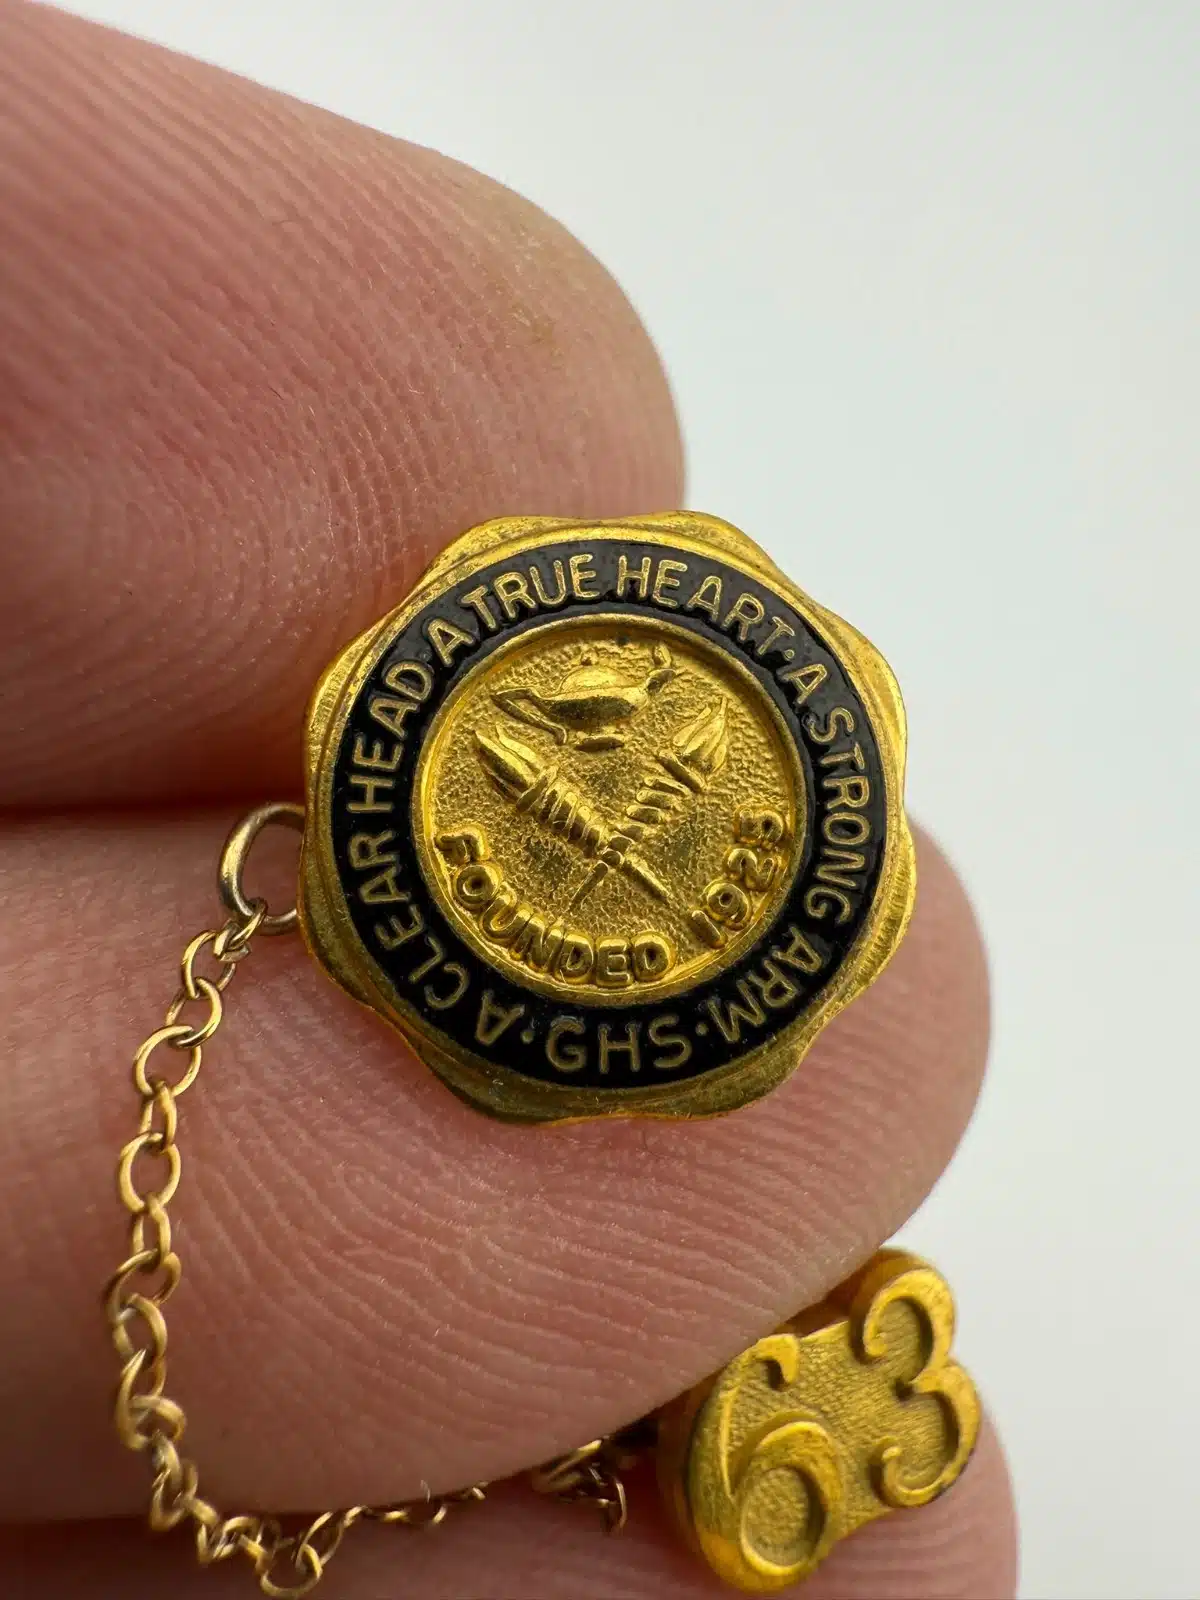 A CLEAR HEAD · A TRUE HEART · A STRONG ARM ·
GHS
FOUNDED 1925
63